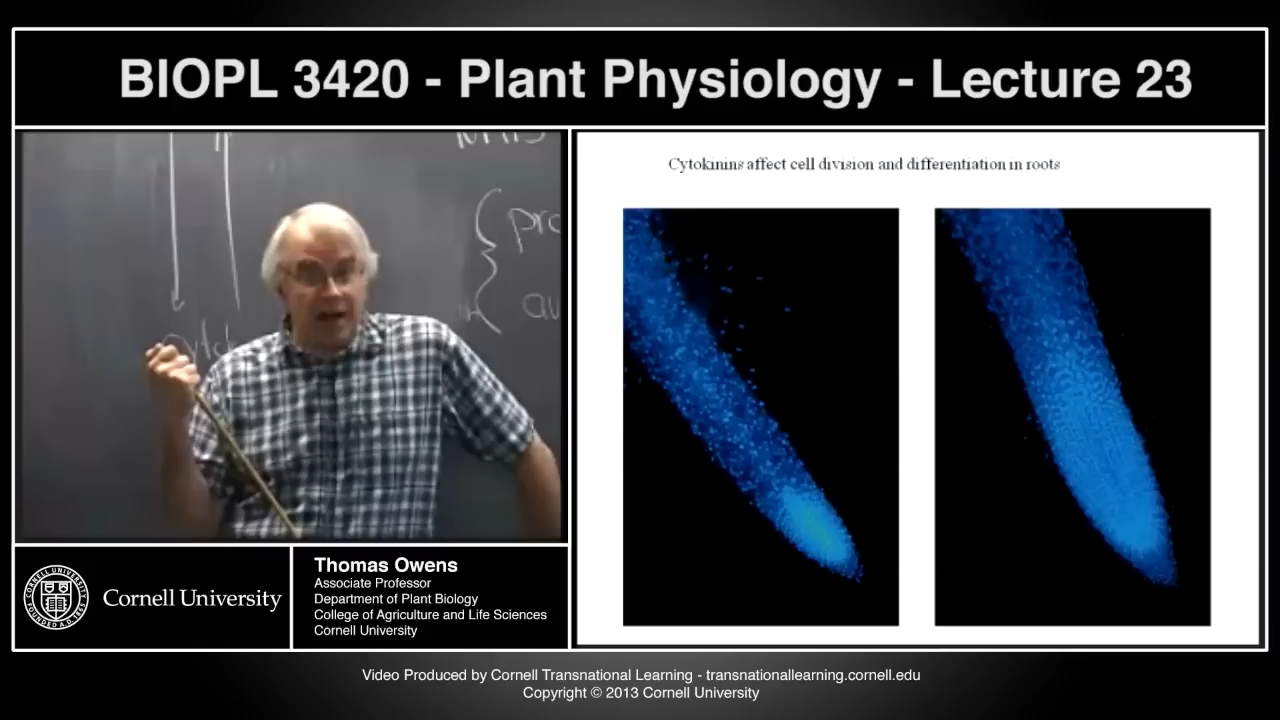 BIOPL 3420 - Plant Physiology - Lecture 23
Cytokinins affect cell division and differentiation in roots
Cornell University
Thomas Owens
Associate Professor
Department of Plant Biology
College of Agriculture and Life Sciences
Cornell University
Video Produced by Cornell Transnational Learning - transnationallearning.cornell.edu
Copyright © 2013 Cornell University